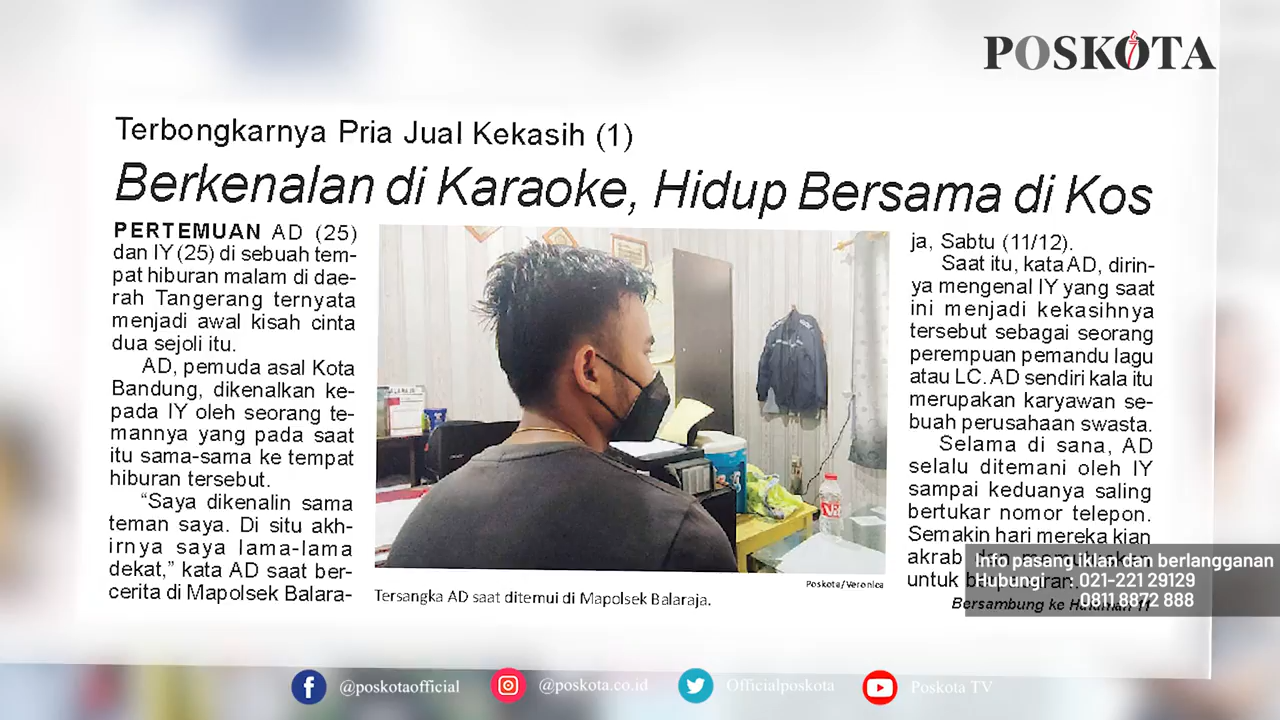 POSKOTA
Terbongkarnya Pria Jual Kekasih (1)
Berkenalan di Karaoke, Hidup Bersama di Kos
PERTEMUAN AD (25)
dan IY (25) di sebuah tem-
pat hiburan malam di dae-
rah Tangerang ternyata
menjadi awal kisah cinta
dua sejoli itu.
AD, pemuda asal Kota
Bandung, dikenalkan ke-
pada IY oleh seorang te-
mannya yang pada saat
itu sama-sama ke tempat
hiburan tersebut.
“Saya dikenalin sama
teman saya. Di situ akh-
irnya saya lama-lama
dekat,” kata AD saat ber-
cerita di Mapolsek Balara-
Poskota/Veronica
Tersangka AD saat ditemui di Mapolsek Balaraja.
ja, Sabtu (11/12).
Saat itu, kata AD, dirin-
ya mengenal IY yang saat
ini menjadi kekasihnya
tersebut sebagai seorang
perempuan pemandu lagu
atau LC. AD sendiri kala itu
merupakan karyawan se-
buah perusahaan swasta.
Selama di sana, AD
selalu ditemani oleh IY
sampai keduanya saling
bertukar nomor telepon.
Semakin hari mereka kian
akrab dan memutuskan
untuk
Bersambung ke Halaman 11
Info pasang iklan dan berlangganan
Hubungi : 021-221 29129
0811 8872 888
@poskotaofficial
@poskota.co.id
Officialposkota
Poskota TV